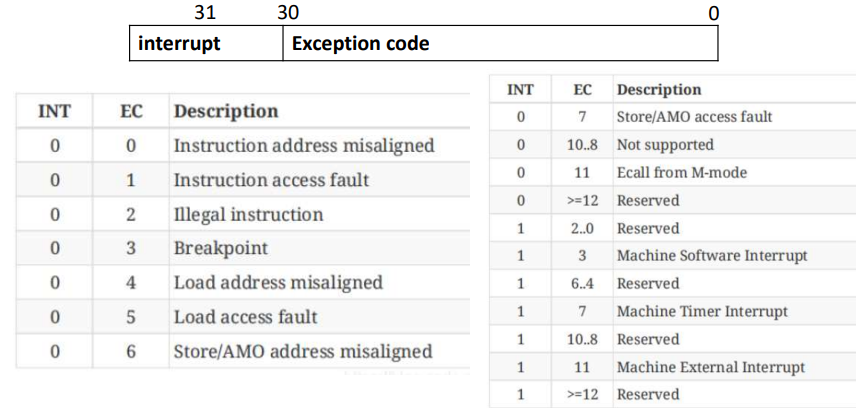 31 30 0
interrupt Exception code
INT EC Description
0 0 Instruction address misaligned
0 1 Instruction access fault
0 2 Illegal instruction
0 3 Breakpoint
0 4 Load address misaligned
0 5 Load access fault
0 6 Store/AMO address misaligned
INT EC Description
0 7 Store/AMO access fault
0 10..8 Not supported
0 11 Ecall from M-mode
0 >=12 Reserved
1 2..0 Reserved
1 3 Machine Software Interrupt
1 6..4 Reserved
1 7 Machine Timer Interrupt
1 10..8 Reserved
1 11 Machine External Interrupt
1 >=12 Reserved